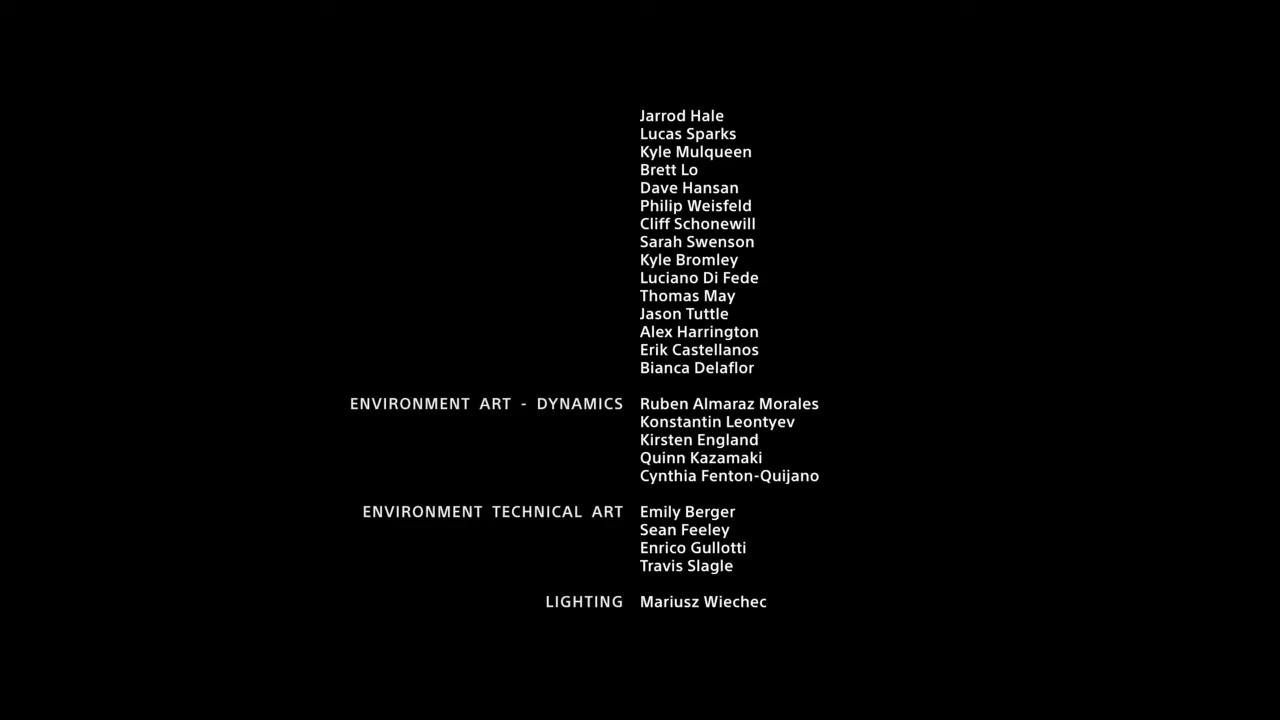 Jarrod Hale
Lucas Sparks
Kyle Mulqueen
Brett Lo
Dave Hansan
Philip Weisfeld
Cliff Schonewill
Sarah Swenson
Kyle Bromley
Luciano Di Fede
Thomas May
Jason Tuttle
Alex Harrington
Erik Castellanos
Bianca Delaflor
ENVIRONMENT ART - DYNAMICS Ruben Almaraz Morales
Konstantin Leontyev
Kirsten England
Quinn Kazamaki
Cynthia Fenton-Quijano
ENVIRONMENT TECHNICAL ART Emily Berger
Sean Feeley
Enrico Gullotti
Travis Slagle
LIGHTING Mariusz Wiechec